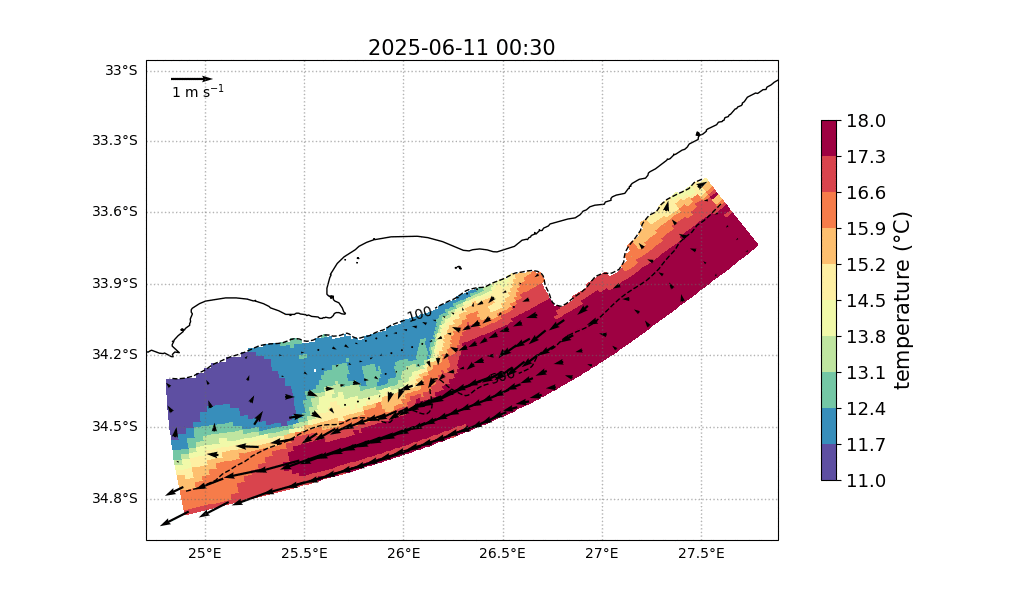 2025-06-11 00:30
1 m s⁻¹
33°S
33.3°S
33.6°S
33.9°S
34.2°S
34.5°S
34.8°S
100
25°E
25.5°E
26°E
26.5°E
27°E
27.5°E
18.0
17.3
16.6
15.9
15.2
14.5
13.8
13.1
12.4
11.7
11.0
temperature (°C)